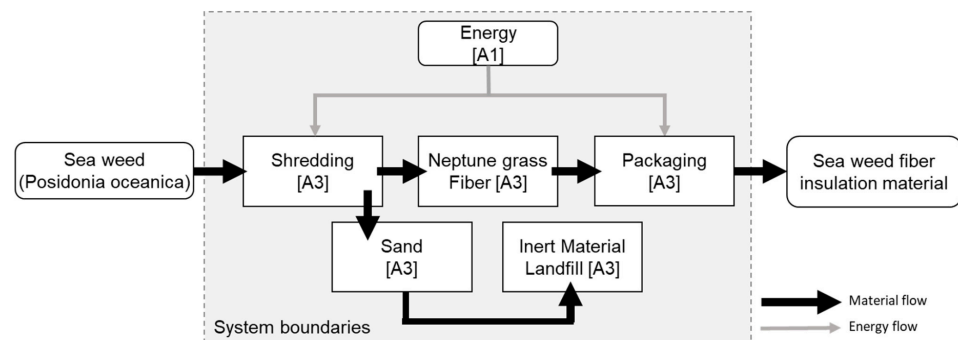 Energy
[A1]
Sea weed
(Posidonia oceanica)
Shredding
[A3]
Neptune grass
Fiber [A3]
Packaging
[A3]
Sea weed fiber
insulation material
Sand
[A3]
Inert Material
Landfill [A3]
System boundaries
Material flow
Energy flow